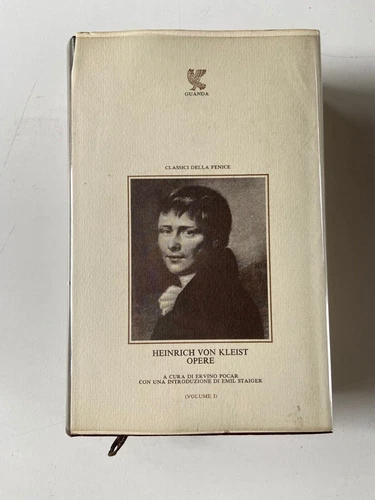 GUANDA
CLASSICI DELLA FENICE
HEINRICH VON KLEIST
OPERE
A CURA DI ERVINO POCAR
CON UNA INTRODUZIONE DI EMIL STAIGER
(VOLUME I)